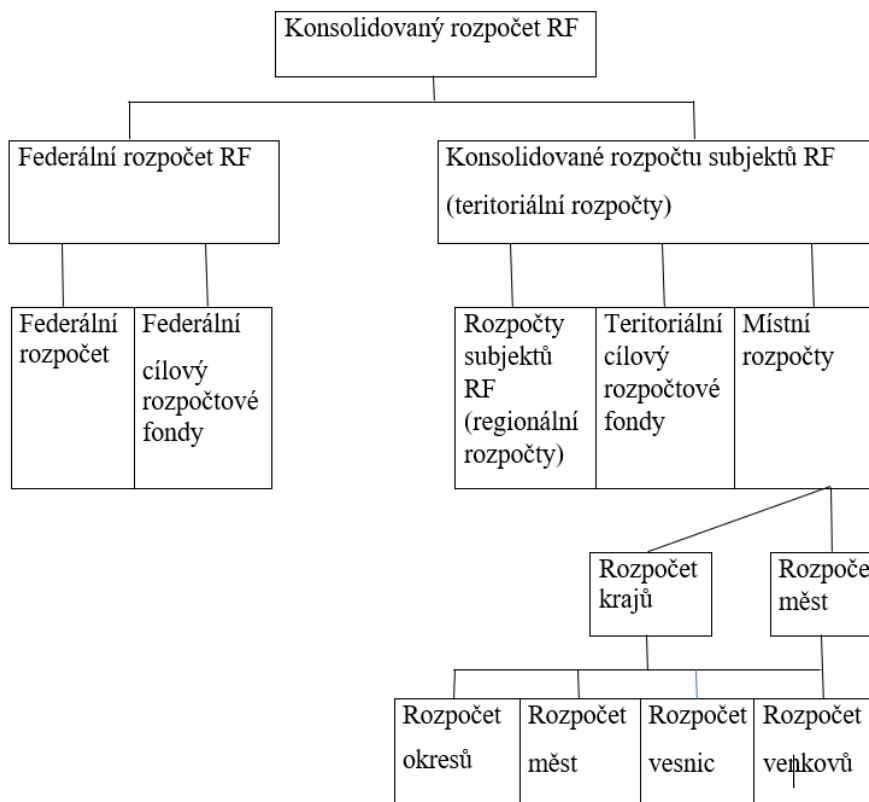 Konsolidovaný rozpočet RF
Federální rozpočet RF
Konsolidované rozpočtu subjektů RF
(teritoriální rozpočty)
Federální
rozpočet
Federální
cílový
rozpočtové
fondy
Rozpočty
subjektů
RF
(regionální
rozpočty)
Teritoriální
cílový
rozpočtové
fondy
Místní
rozpočty
Rozpočet
krajů
Rozpoče
měst
Rozpočet
okresů
Rozpočet
měst
Rozpočet
vesnic
Rozpočet
venkovů